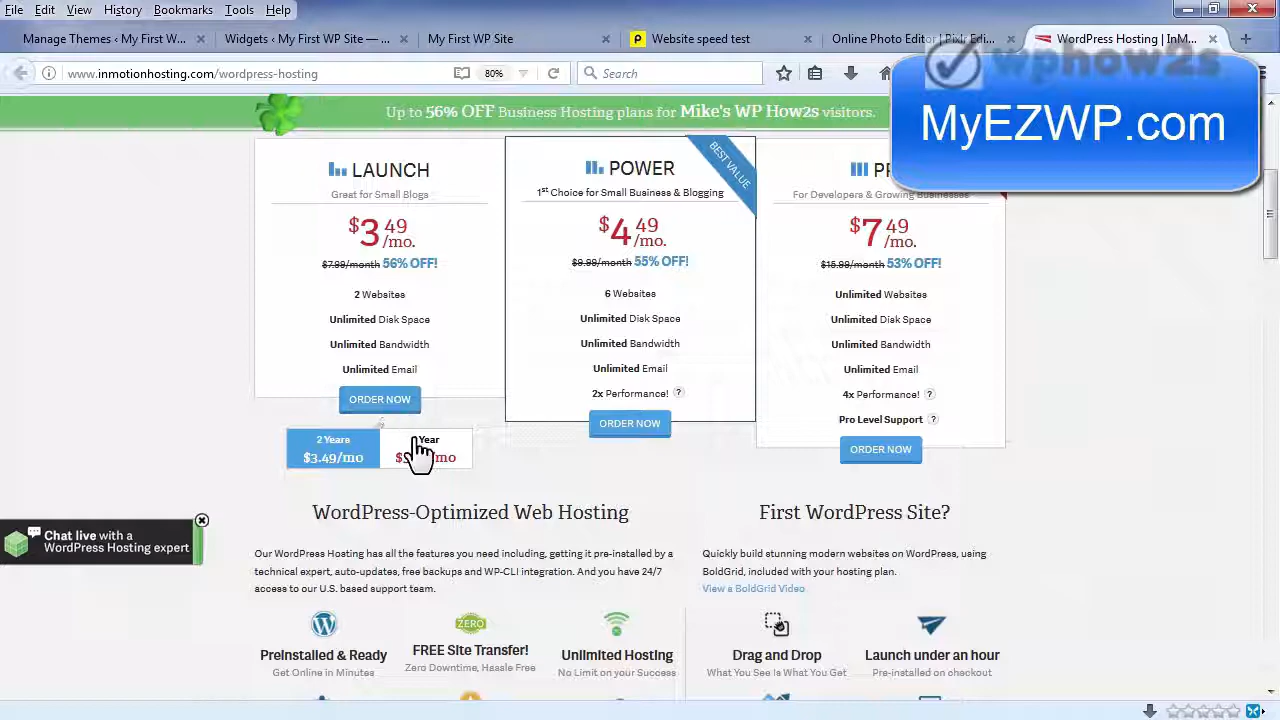 File Edit View History Bookmarks Tools Help
Manage Themes ‹ My First W...
Widgets ‹ My First WP Site — ...
My First WP Site
Website speed test
Online Photo Editor | Pixlr Edi...
WordPress Hosting | InM...
www.inmotionhosting.com/wordpress-hosting
80%
Search
wphow2s
MyEZWP.com
Up to 56% OFF Business Hosting plans for Mike's WP How2s visitors.
LAUNCH
Great for Small Blogs
$3 49 /mo.
$7.99/month 56% OFF!
2 Websites
Unlimited Disk Space
Unlimited Bandwidth
Unlimited Email
ORDER NOW
2 Years
$3.49/mo
Year
/mo
BEST VALUE
POWER
1st Choice for Small Business & Blogging
$4 49 /mo.
$9.99/month 55% OFF!
6 Websites
Unlimited Disk Space
Unlimited Bandwidth
Unlimited Email
2x Performance! ?
ORDER NOW
For Developers & Growing Businesses
$7 49 /mo.
$15.99/month 53% OFF!
Unlimited Websites
Unlimited Disk Space
Unlimited Bandwidth
Unlimited Email
4x Performance! ?
Pro Level Support ?
ORDER NOW
Chat live with a
WordPress Hosting expert
WordPress-Optimized Web Hosting
Our WordPress Hosting has all the features you need including, getting it pre-installed by a
technical expert, auto-updates, free backups and WP-CLI integration. And you have 24/7
access to our U.S. based support team.
PreInstalled & Ready
Get Online in Minutes
ZERO
FREE Site Transfer!
Zero Downtime, Hassle Free
Unlimited Hosting
No Limit on your Success
First WordPress Site?
Quickly build stunning modern websites on WordPress, using
BoldGrid, included with your hosting plan.
View a BoldGrid Video
Drag and Drop
What You See Is What You Get
Launch under an hour
Pre-installed on checkout